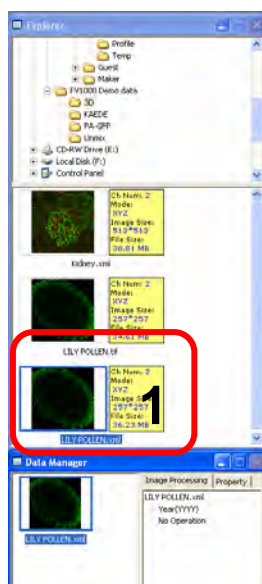 Explorer
Profile
Temp
Guest
Maker
FV1000 Demo data
3D
KAEDE
PA-GFP
Unmix
CD-RW Drive (E:)
Local Disk (F:)
Control Panel
Ch Num: 2
Mode:
XYZ
Image Size:
512*512
File Size:
38.01 MB
Kidney.xml
Ch Num: 2
Mode:
XYZ
Image Size:
257*257
File Size:
34.61 MB
LILY POLLEN.tif
Ch Num: 2
Mode:
XYZ
Image Size:
257*257
File Size:
36.23 MB
1
LILY POLLEN.xml
Data Manager
Image Processing
Property
LILY POLLEN.xml
Year(YYYY)
No Operation
LILY POLLEN.xml